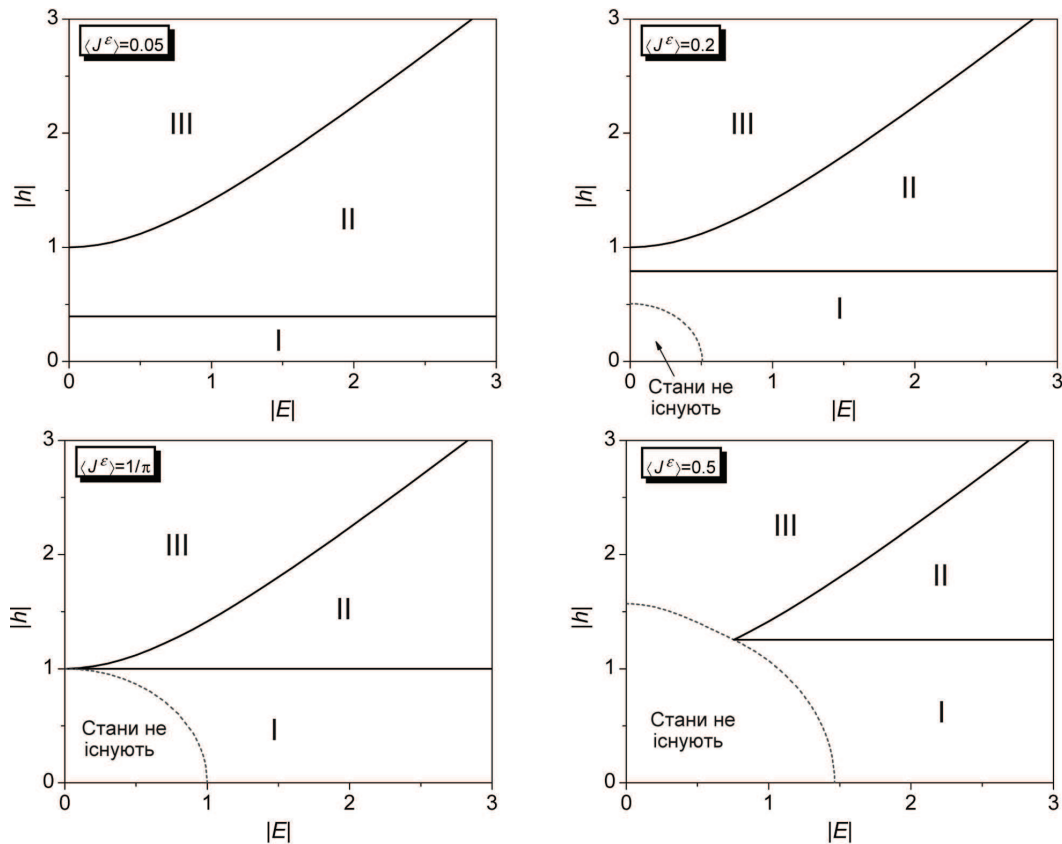 ⟨J^ε⟩=0.05
3
2
1
0
|h|
III
II
I
0
1
2
3
|E|
⟨J^ε⟩=0.2
3
2
1
0
|h|
III
II
I
0
1
2
3
Стани не
існують
|E|
⟨J^ε⟩=1/π
3
2
1
0
|h|
III
II
I
Стани не
існують
0
1
2
3
|E|
⟨J^ε⟩=0.5
3
2
1
0
|h|
III
II
I
Стани не
існують
0
1
2
3
|E|